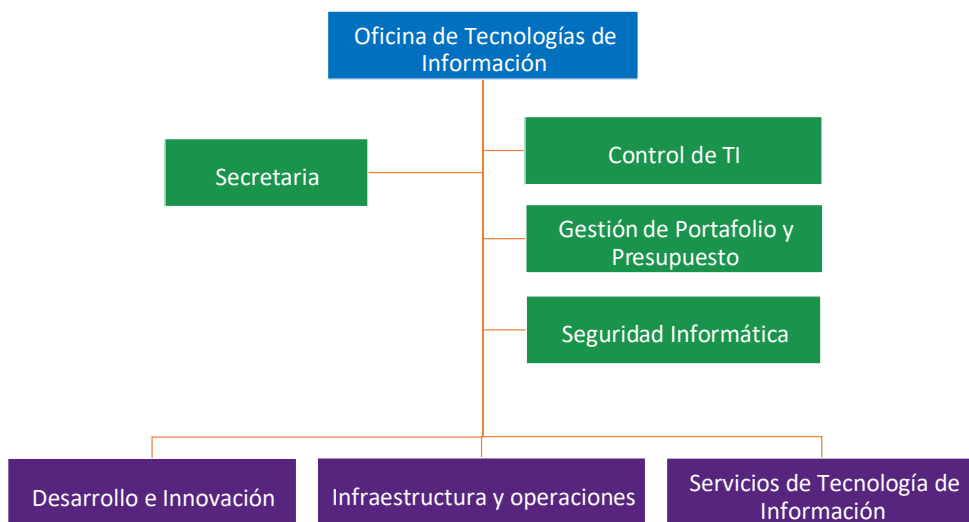 Oficina de Tecnologías de
Información
Control de TI
Secretaria
Gestión de Portafolio y
Presupuesto
Seguridad Informática
Desarrollo e Innovación
Infraestructura y operaciones
Servicios de Tecnología de
Información